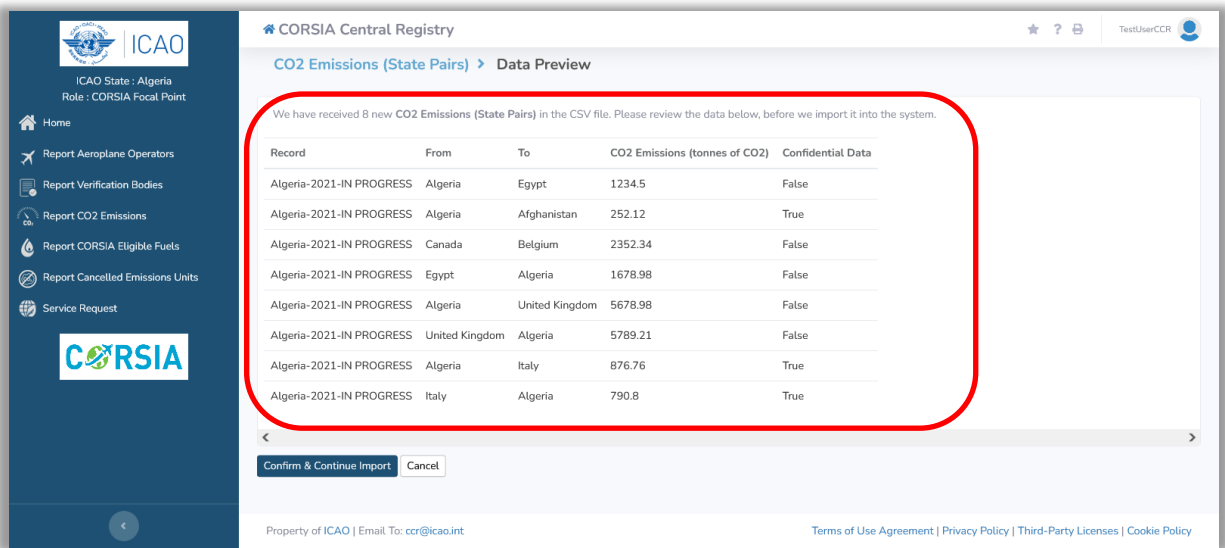 ICAO
ICAO State : Algeria
Role : CORSIA Focal Point
Home
Report Aeroplane Operators
Report Verification Bodies
Report CO2 Emissions
Report CORSIA Eligible Fuels
Report Cancelled Emissions Units
Service Request
CORSIA
CORSIA Central Registry
? TestUserCCR
CO2 Emissions (State Pairs) > Data Preview
We have received 8 new CO2 Emissions (State Pairs) in the CSV file. Please review the data below, before we import it into the system.
Record From To CO2 Emissions (tonnes of CO2) Confidential Data
Algeria-2021-IN PROGRESS Algeria Egypt 1234.5 False
Algeria-2021-IN PROGRESS Algeria Afghanistan 252.12 True
Algeria-2021-IN PROGRESS Canada Belgium 2352.34 False
Algeria-2021-IN PROGRESS Egypt Algeria 1678.98 False
Algeria-2021-IN PROGRESS Algeria United Kingdom 5678.98 False
Algeria-2021-IN PROGRESS United Kingdom Algeria 5789.21 False
Algeria-2021-IN PROGRESS Algeria Italy 876.76 True
Algeria-2021-IN PROGRESS Italy Algeria 790.8 True
Confirm & Continue Import Cancel
Property of ICAO | Email To: ccr@icao.int
Terms of Use Agreement | Privacy Policy | Third-Party Licenses | Cookie Policy